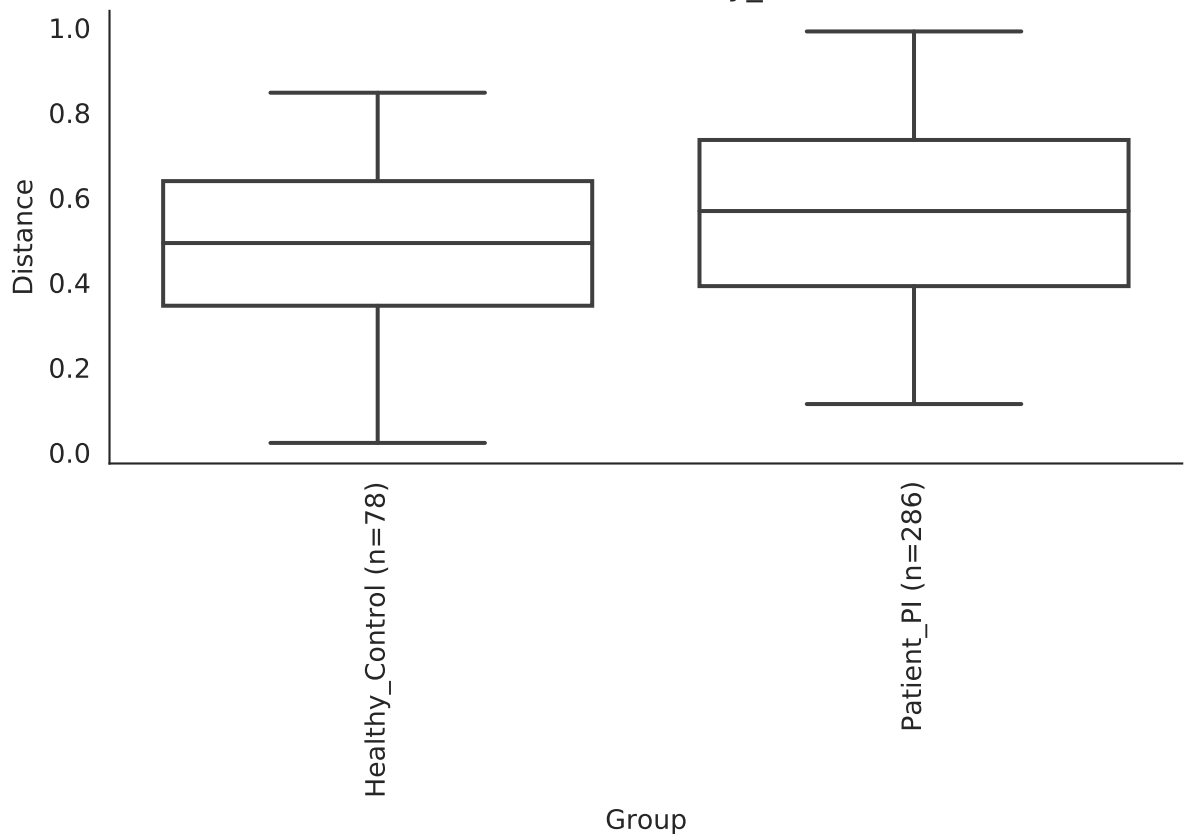 1.0
0.8
0.6
0.4
0.2
0.0
Distance
Healthy_Control (n=78)
Patient_PI (n=286)
Group